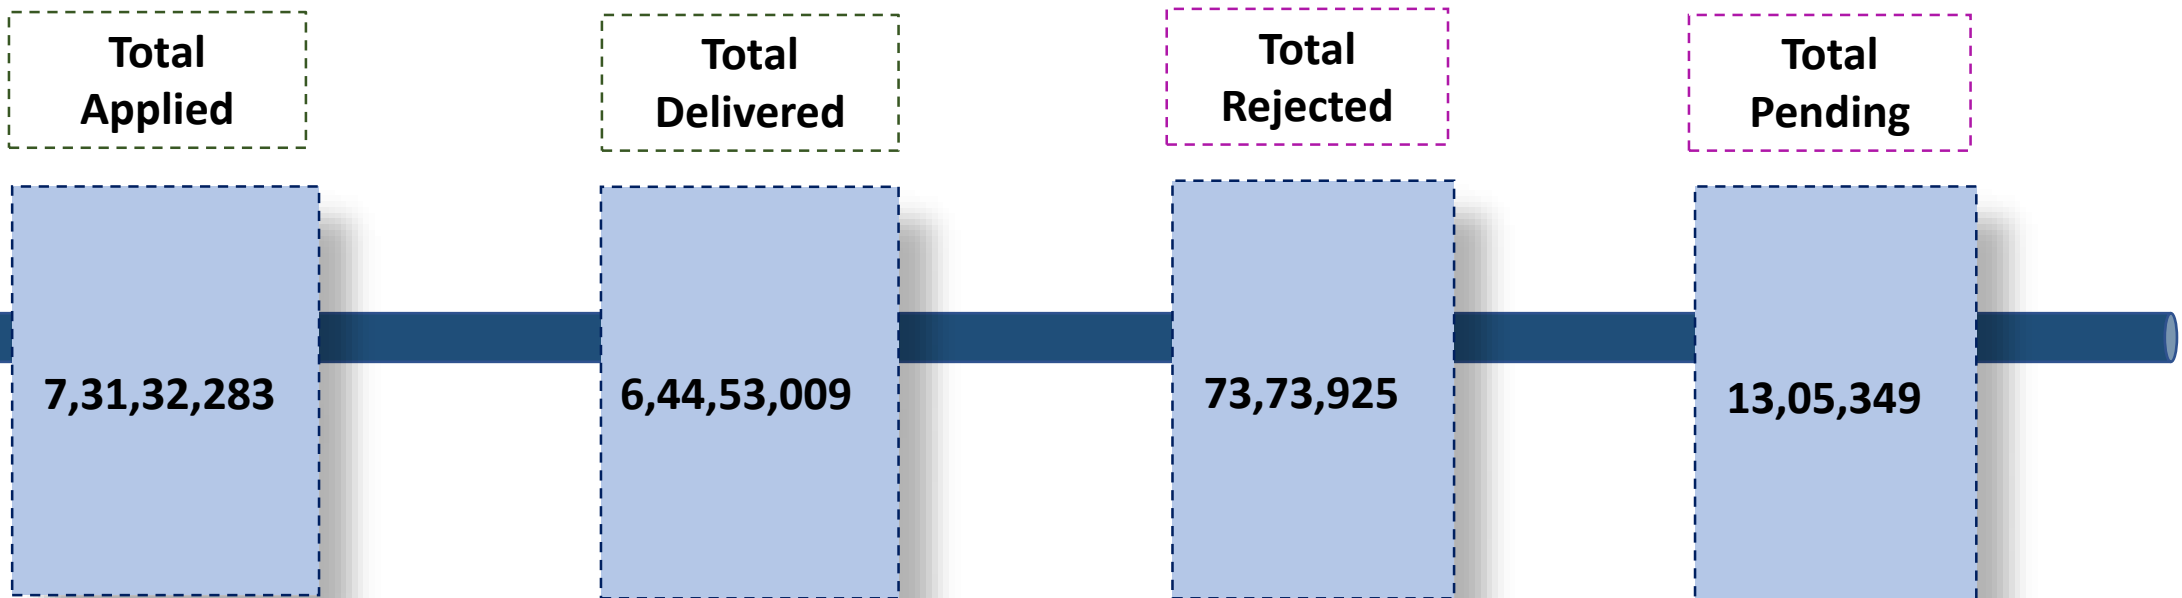 Total
Applied
Total
Delivered
Total
Rejected
Total
Pending
7,31,32,283
6,44,53,009
73,73,925
13,05,349